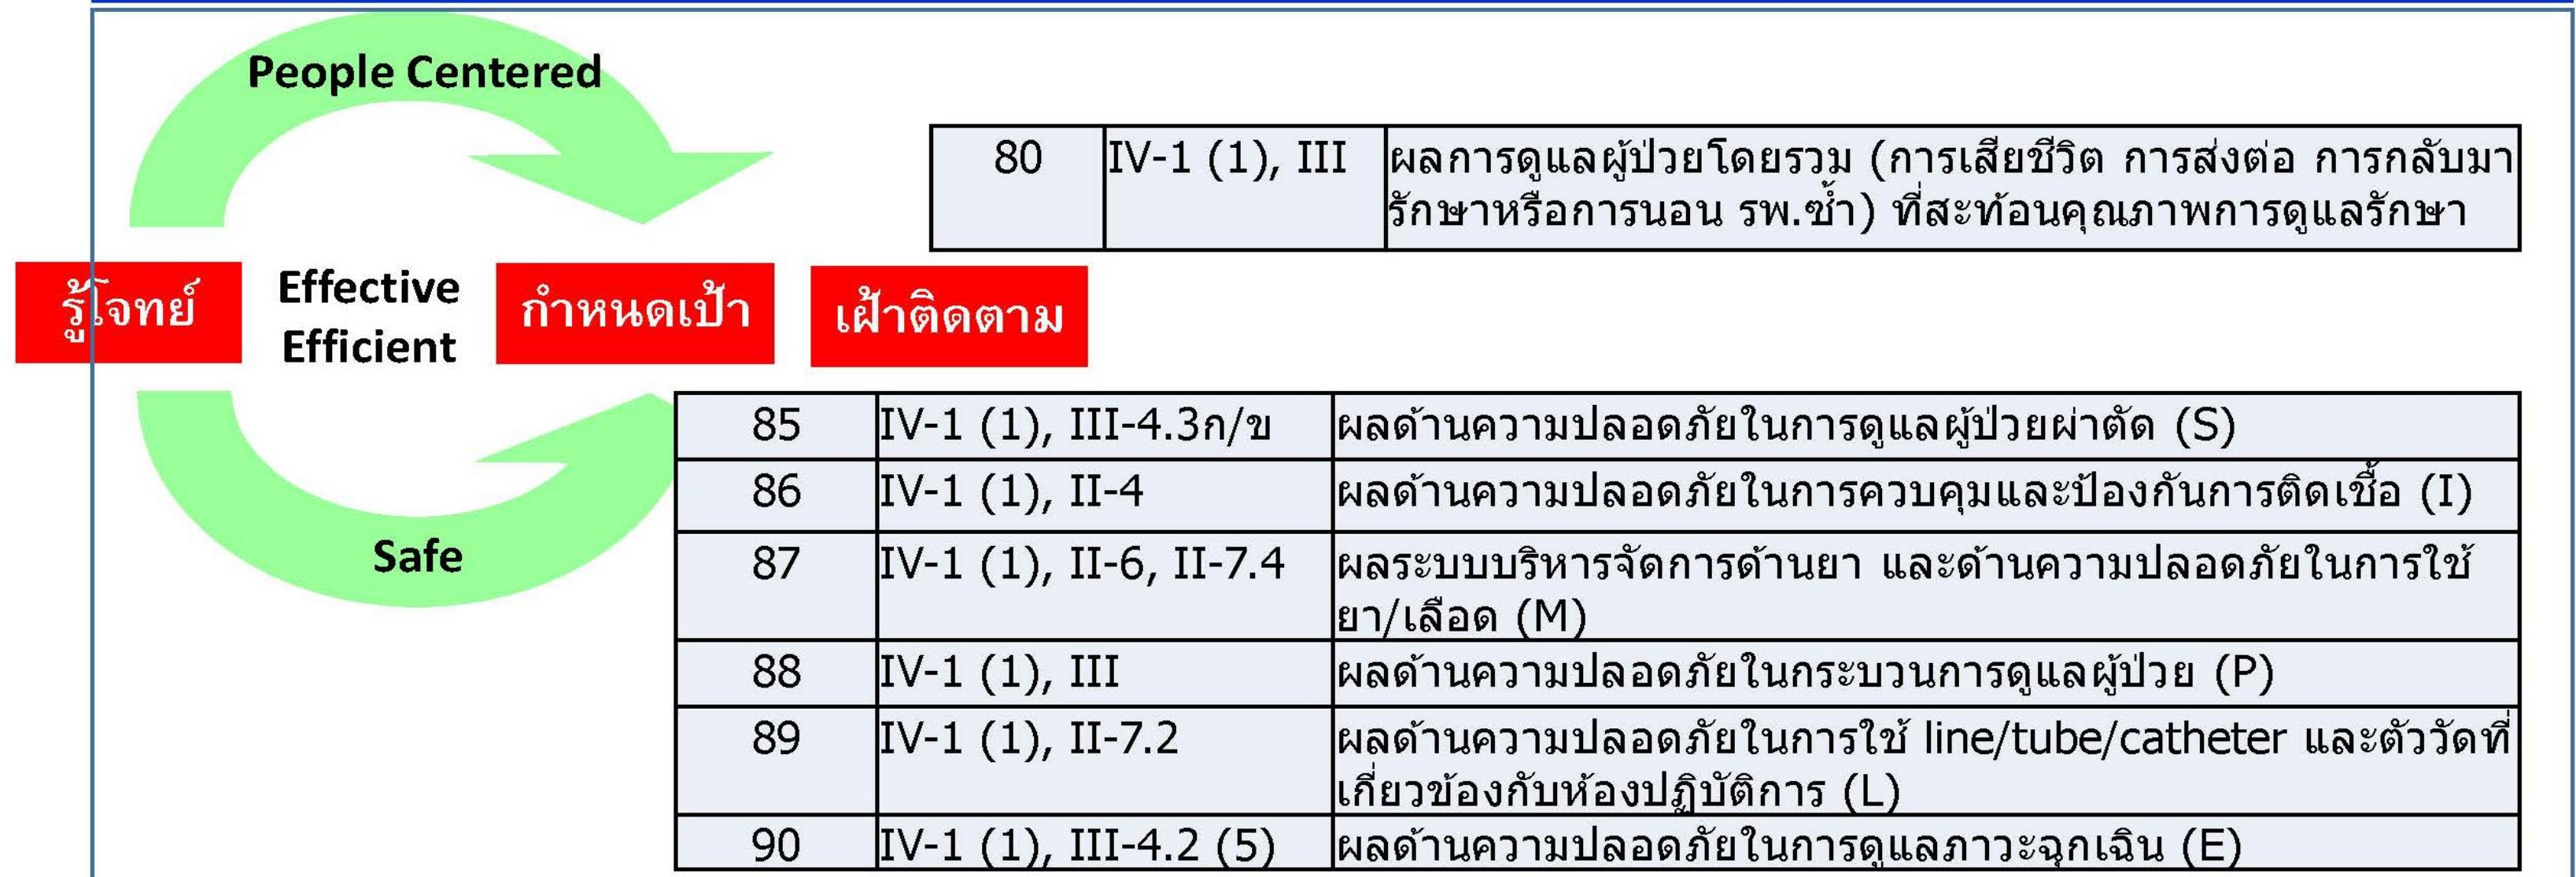 People Centered
80 IV-1 (1), III ผลการดูแลผู้ป่วยโดยรวม (การเสียชีวิต การส่งต่อ การกลับมา
รักษาหรือการนอน รพ.ซ้ำ) ที่สะท้อนคุณภาพการดูแลรักษา
รู้โจทย์
Effective
Efficient
กำหนดเป้า
เฝ้าติดตาม
Safe
85 IV-1 (1), III-4.3ก/ข ผลด้านความปลอดภัยในการดูแลผู้ป่วยผ่าตัด (S)
86 IV-1 (1), II-4 ผลด้านความปลอดภัยในการควบคุมและป้องกันการติดเชื้อ (I)
87 IV-1 (1), II-6, II-7.4 ผลระบบบริหารจัดการด้านยา และด้านความปลอดภัยในการใช้
ยา/เลือด (M)
88 IV-1 (1), III ผลด้านความปลอดภัยในกระบวนการดูแลผู้ป่วย (P)
89 IV-1 (1), II-7.2 ผลด้านความปลอดภัยในการใช้ line/tube/catheter และตัววัดที่
เกี่ยวข้องกับห้องปฏิบัติการ (L)
90 IV-1 (1), III-4.2 (5) ผลด้านความปลอดภัยในการดูแลภาวะฉุกเฉิน (E)